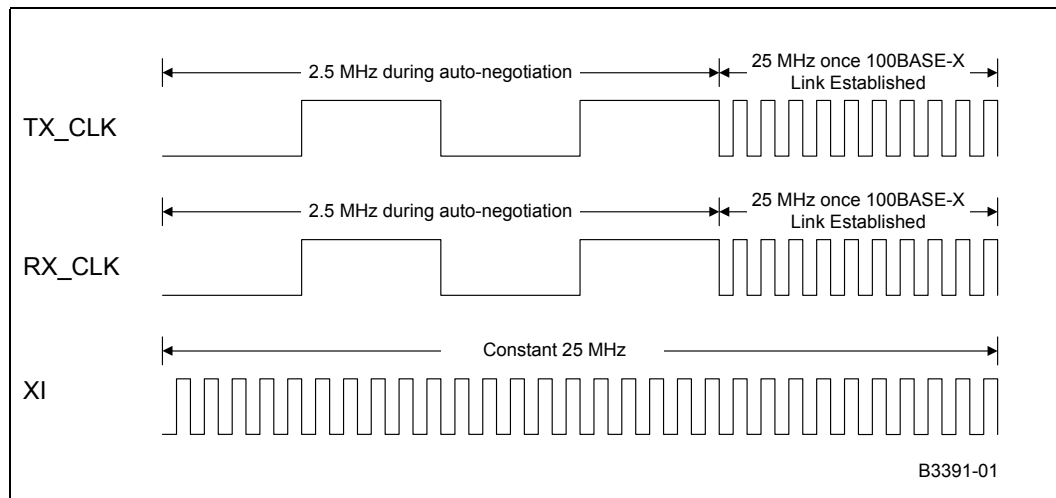 2.5 MHz during auto-negotiation
25 MHz once 100BASE-X
Link Established
TX_CLK
2.5 MHz during auto-negotiation
25 MHz once 100BASE-X
Link Established
RX_CLK
Constant 25 MHz
XI
B3391-01